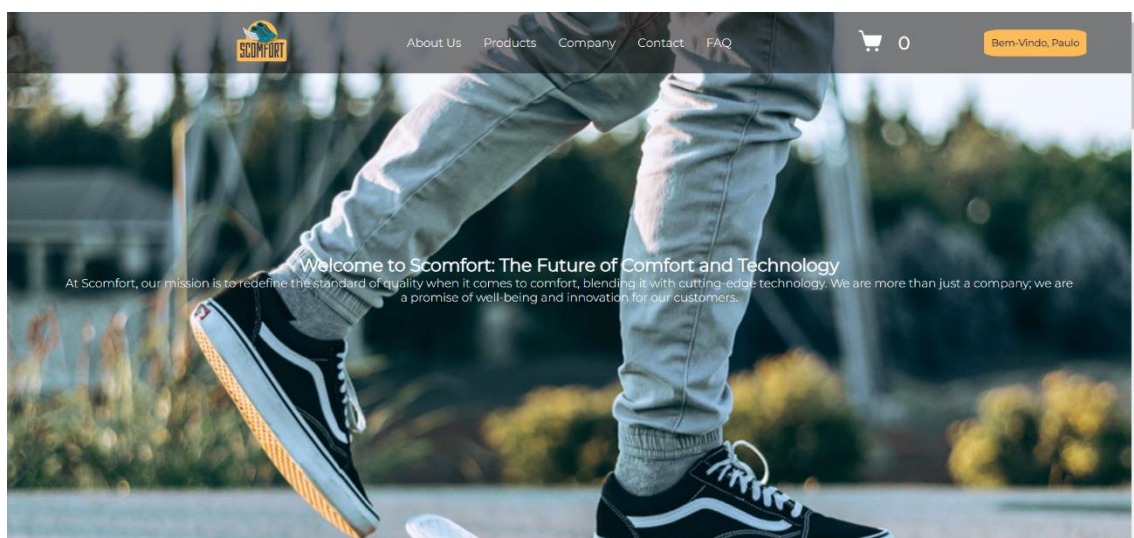 SCOMFORT
About Us Products Company Contact FAQ
0
Bem-Vindo, Paulo
Welcome to Scomfort: The Future of Comfort and Technology
At Scomfort, our mission is to redefine the standard of quality when it comes to comfort, blending it with cutting-edge technology. We are more than just a company; we are
a promise of well-being and innovation for our customers.